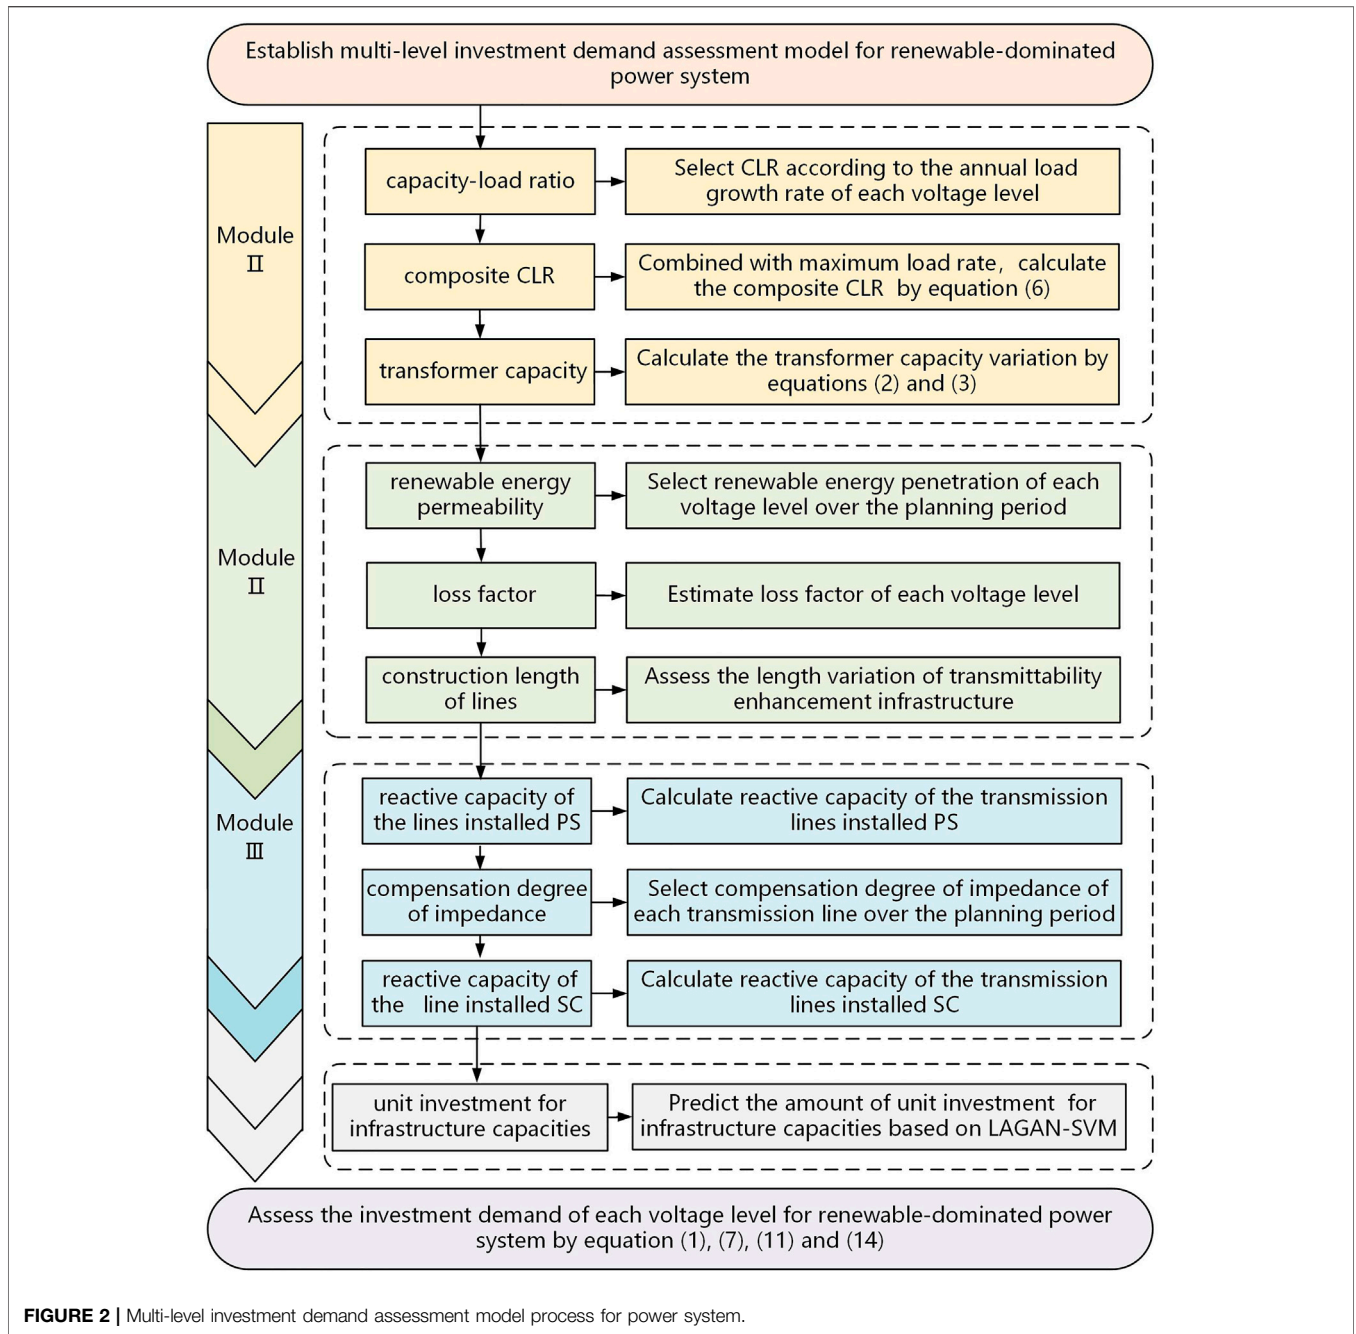 Establish multi-level investment demand assessment model for renewable-dominated
power system
Module
Ⅱ
capacity-load ratio
Select CLR according to the annual load
growth rate of each voltage level
composite CLR
Combined with maximum load rate, calculate
the composite CLR by equation (6)
transformer capacity
Calculate the transformer capacity variation by
equations (2) and (3)
Module
Ⅱ
renewable energy
permeability
Select renewable energy penetration of each
voltage level over the planning period
loss factor
Estimate loss factor of each voltage level
construction length
of lines
Assess the length variation of transmittability
enhancement infrastructure
Module
Ⅲ
reactive capacity of
the lines installed PS
Calculate reactive capacity of the transmission
lines installed PS
compensation degree
of impedance
Select compensation degree of impedance of
each transmission line over the planning period
reactive capacity of
the line installed SC
Calculate reactive capacity of the transmission
lines installed SC
unit investment for
infrastructure capacities
Predict the amount of unit investment for
infrastructure capacities based on LAGAN-SVM
Assess the investment demand of each voltage level for renewable-dominated power
system by equation (1), (7), (11) and (14)
FIGURE 2 | Multi-level investment demand assessment model process for power system.